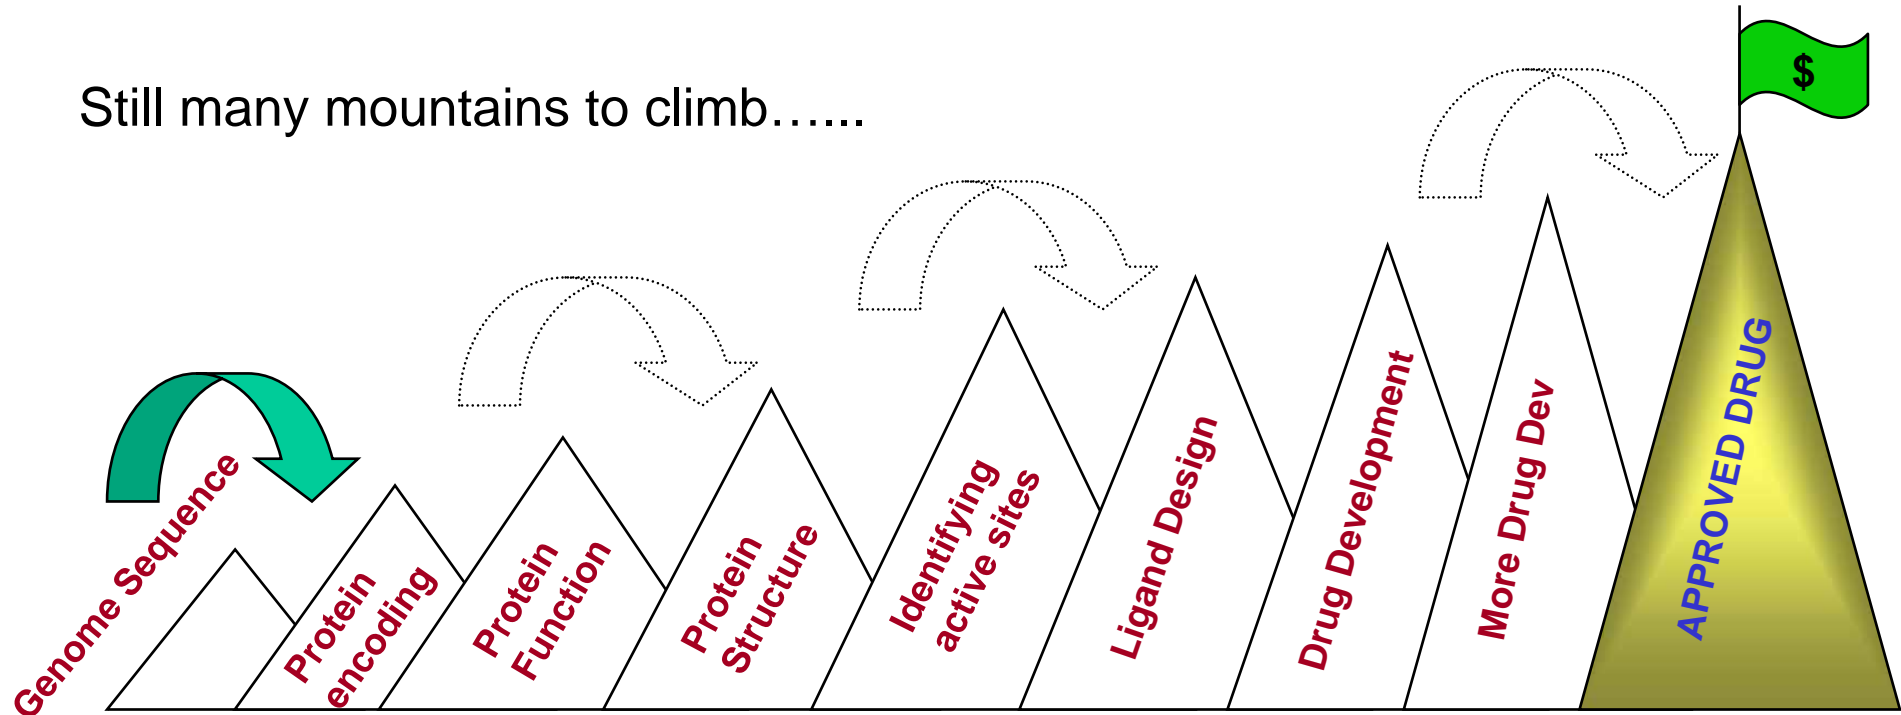 Still many mountains to climb…...
$
Genome Sequence
Protein
encoding
Protein
Function
Protein
Structure
Identifying
active sites
Ligand Design
Drug Development
More Drug Dev
APPROVED DRUG